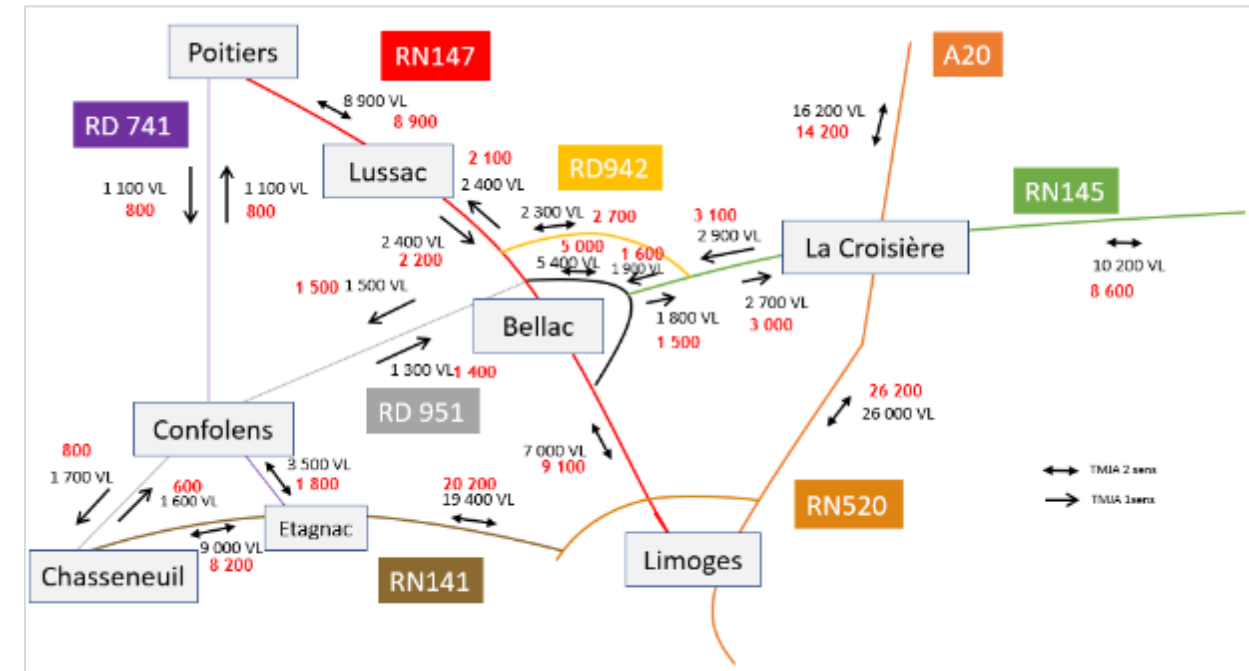 Poitiers
RN147
A20
8 900 VL
8 900
16 200 VL
14 200
RD 741
Lussac
2 100
2 400 VL
RD942
RN145
1 100 VL
800
1 100 VL
800
2 300 VL
2 700
3 100
2 900 VL
La Croisière
2 400 VL
2 200
5 000
5 400 VL
1 600
1 900 VL
10 200 VL
8 600
1 500
1 500 VL
2 700 VL
3 000
1 800 VL
1 500
Bellac
1 300 VL
1 400
RD 951
26 200
26 000 VL
Confolens
7 000 VL
9 100
800
1 700 VL
600
1 600 VL
3 500 VL
1 800
20 200
19 400 VL
TMJA 2 sens
TMJA 1sens
RN520
Etagnac
9 000 VL
8 200
Chasseneuil
RN141
Limoges